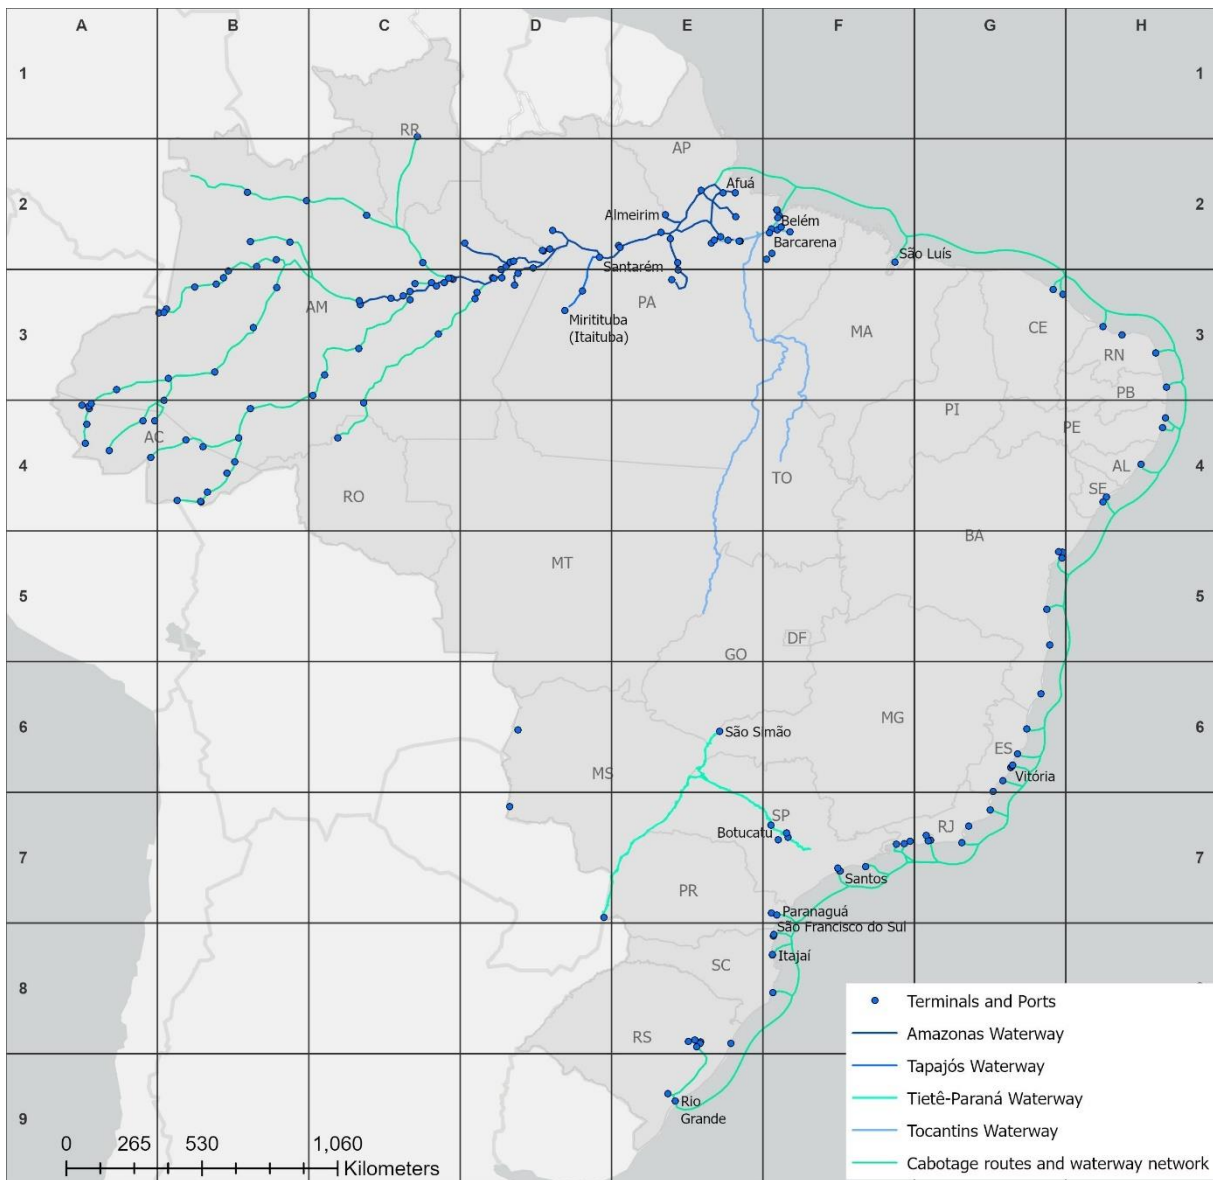 A B C D E F G H
1 1
RR
AP
Afuá
2 2
Almeirim
Belém
Barcarena
São Luís
Santarém
PA
AM
CE
Miritituba
(Itaituba)
MA
3 3
RN
PB
PI
PE
AC
4 4
AL
TO
SE
RO
BA
MT
5 5
DF
GO
MG
6 6
São Simão
ES
MS
Vitória
SP
RJ
Botucatu
7 7
Santos
PR
Paranaguá
São Francisco do Sul
Itajaí
SC
8
Terminals and Ports
Amazonas Waterway
RS
Tapajós Waterway
Rio
Grande
Tietê-Paraná Waterway
9
Tocantins Waterway
0 265 530 1,060
Kilometers
Cabotage routes and waterway network